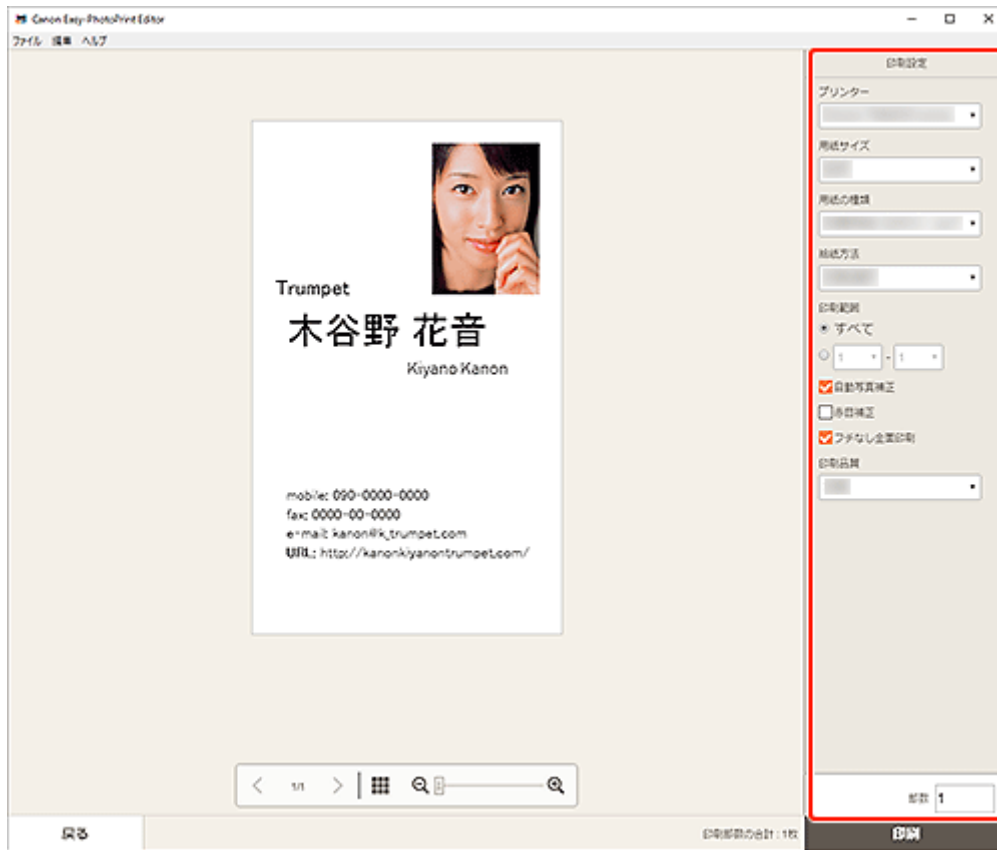 Canon Easy-PhotoPrint Editor
ファイル 編集 ヘルプ
Trumpet
木谷野 花音
Kiyano Kanon
mobile: 090-0000-0000
fax: 0000-00-0000
e-mail: kanon@k_trumpet.com
URL: http://kanonkiyanontrumpet.com/
1/1
戻る
印刷部数の合計 : 1枚
印刷設定
プリンター
用紙サイズ
用紙の種類
給紙方法
印刷範囲
すべて
1 - 1
自動写真補正
赤目補正
フチなし全面印刷
印刷品質
部数 1
印刷